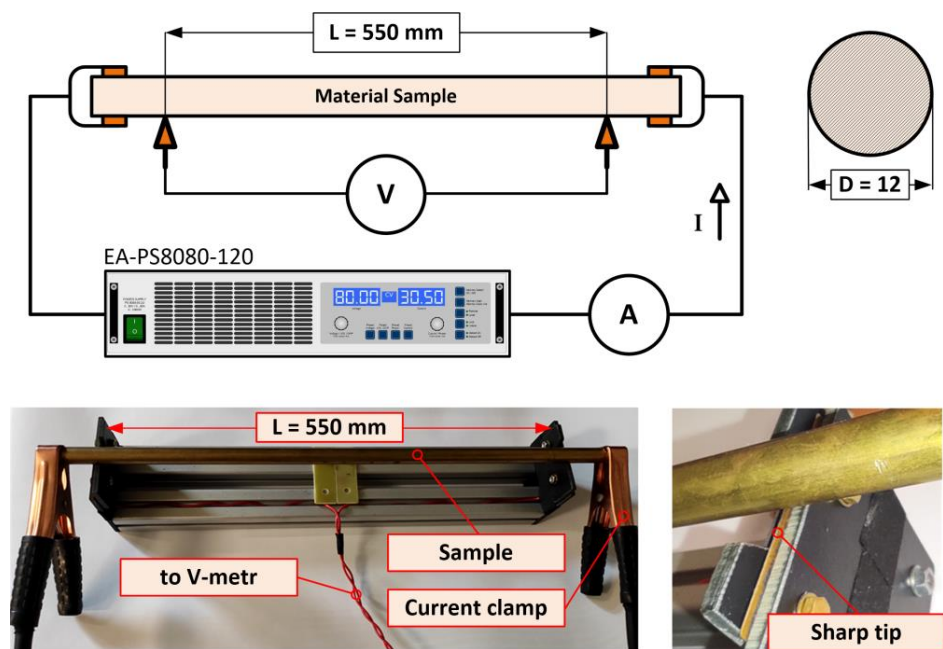 L = 550 mm
Material Sample
V
D = 12
I
EA-PS8080-120
80.00 30.50
A
I
O
L = 550 mm
Sample
to V-metr
Current clamp
Sharp tip